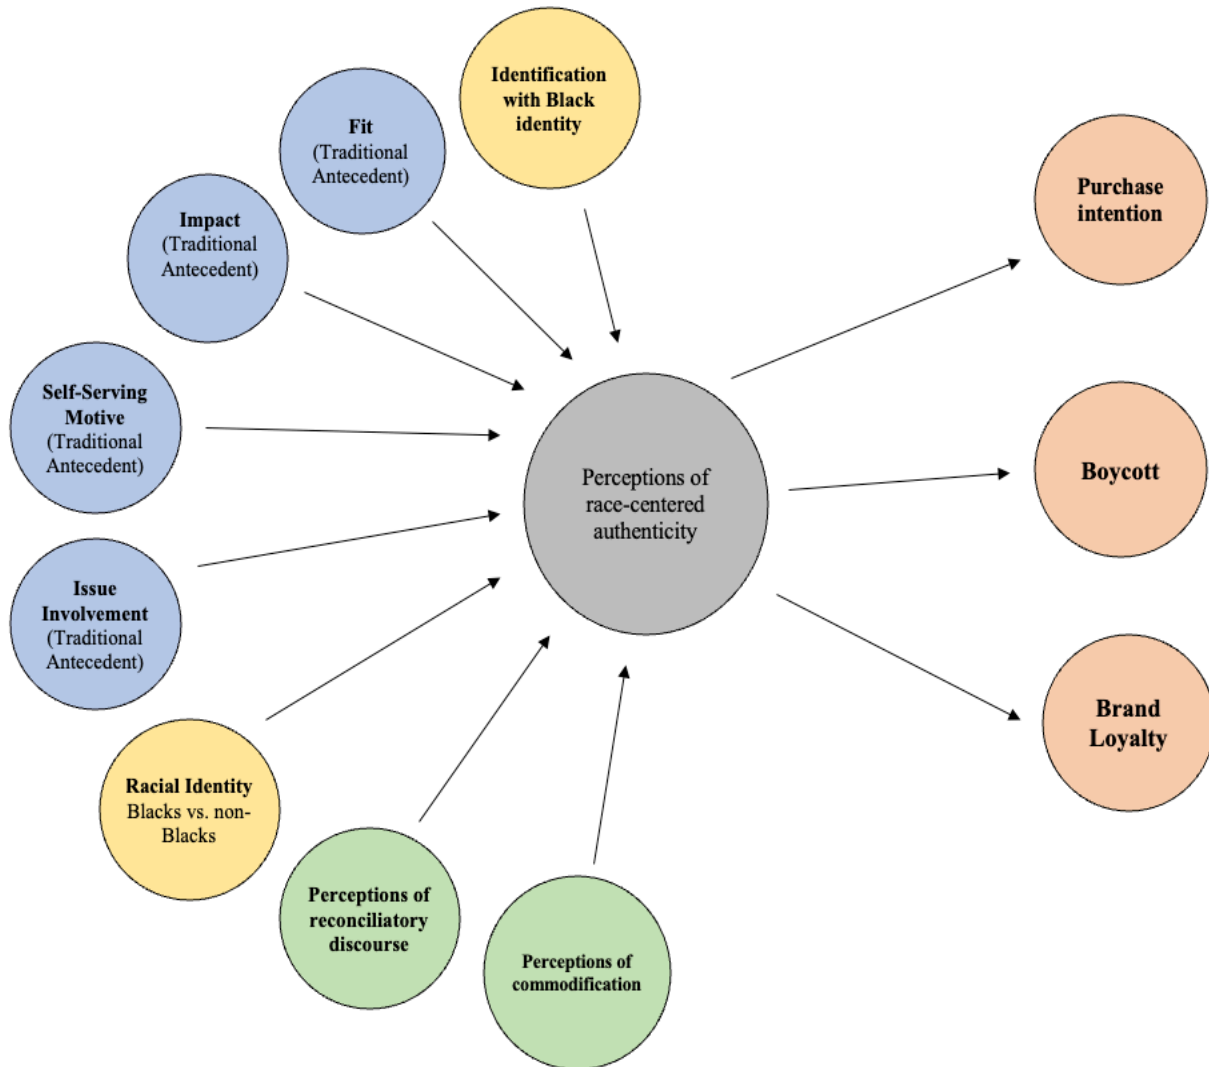 Identification
with Black
identity
Fit
(Traditional
Antecedent)
Impact
(Traditional
Antecedent)
Self-Serving
Motive
(Traditional
Antecedent)
Issue
Involvement
(Traditional
Antecedent)
Racial Identity
Blacks vs. non-
Blacks
Perceptions of
reconciliatory
discourse
Perceptions of
commodification
Perceptions of
race-centered
authenticity
Purchase
intention
Boycott
Brand
Loyalty